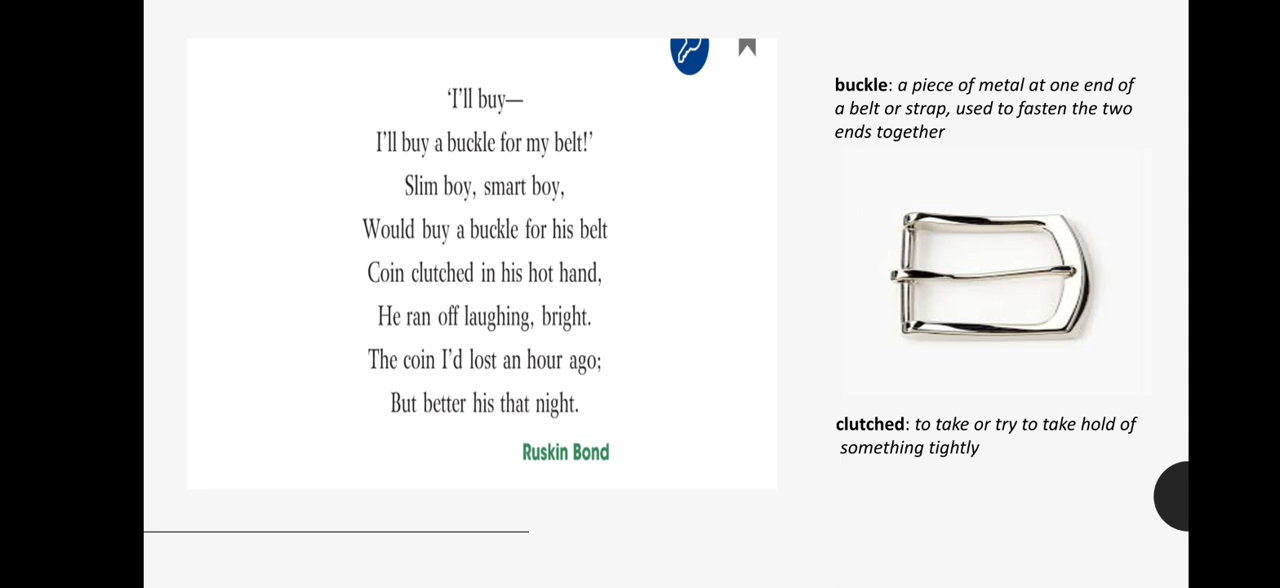 ‘I’ll buy—
I’ll buy a buckle for my belt!’
Slim boy, smart boy,
Would buy a buckle for his belt
Coin clutched in his hot hand,
He ran off laughing, bright.
The coin I’d lost an hour ago;
But better his that night.
Ruskin Bond
buckle: a piece of metal at one end of
a belt or strap, used to fasten the two
ends together
clutched: to take or try to take hold of
something tightly